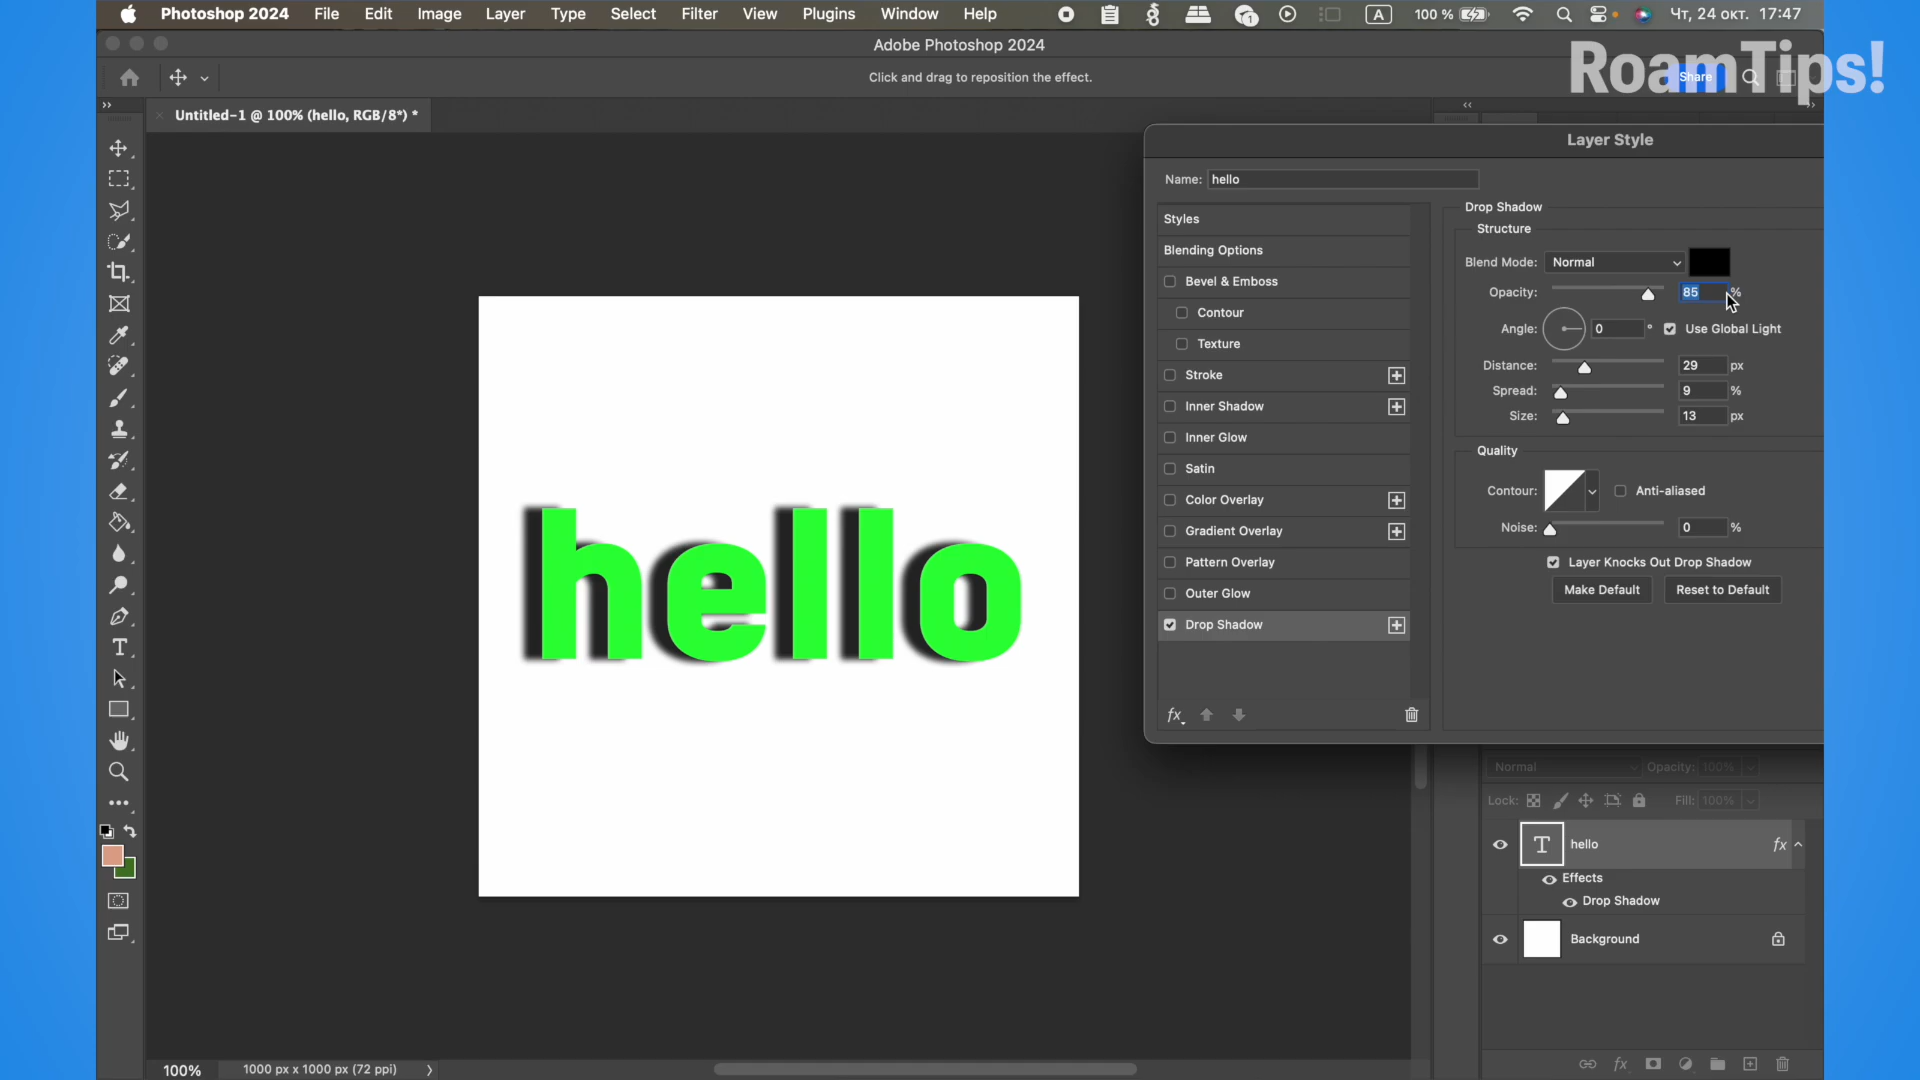 Photoshop 2024 File Edit Image Layer Type Select Filter View Plugins Window Help A 100 % Чт, 24 окт. 17:47
Adobe Photoshop 2024
RoamTips!
Click and drag to reposition the effect.
Share
Untitled-1 @ 100% (hello, RGB/8*) *
Layer Style
Name: hello
Styles
Blending Options
Bevel & Emboss
Contour
Texture
Stroke
Inner Shadow
Inner Glow
Satin
Color Overlay
Gradient Overlay
Pattern Overlay
Outer Glow
Drop Shadow
fx
Drop Shadow
Structure
Blend Mode: Normal
Opacity: 85 %
Angle: 0 ° Use Global Light
Distance: 29 px
Spread: 9 %
Size: 13 px
Quality
Contour: Anti-aliased
Noise: 0 %
Layer Knocks Out Drop Shadow
Make Default Reset to Default
hello
Normal Opacity: 100%
Lock: Fill: 100%
T hello fx
Effects
Drop Shadow
Background
fx
100% 1000 px x 1000 px (72 ppi)